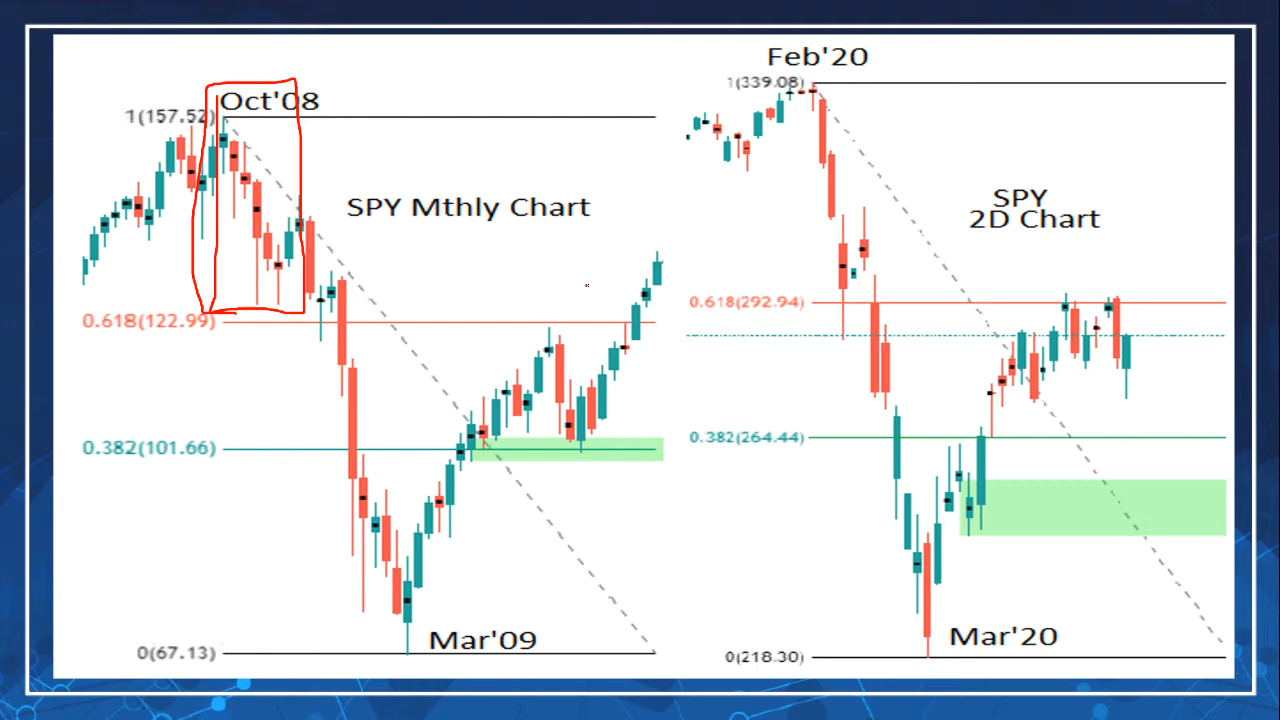 Oct'08
1(157.52)
SPY Mthly Chart
0.618(122.99)
0.382(101.66)
Mar'09
0(67.13)
Feb'20
1(339.08)
SPY
2D Chart
0.618(292.94)
0.382(264.44)
Mar'20
0(218.30)